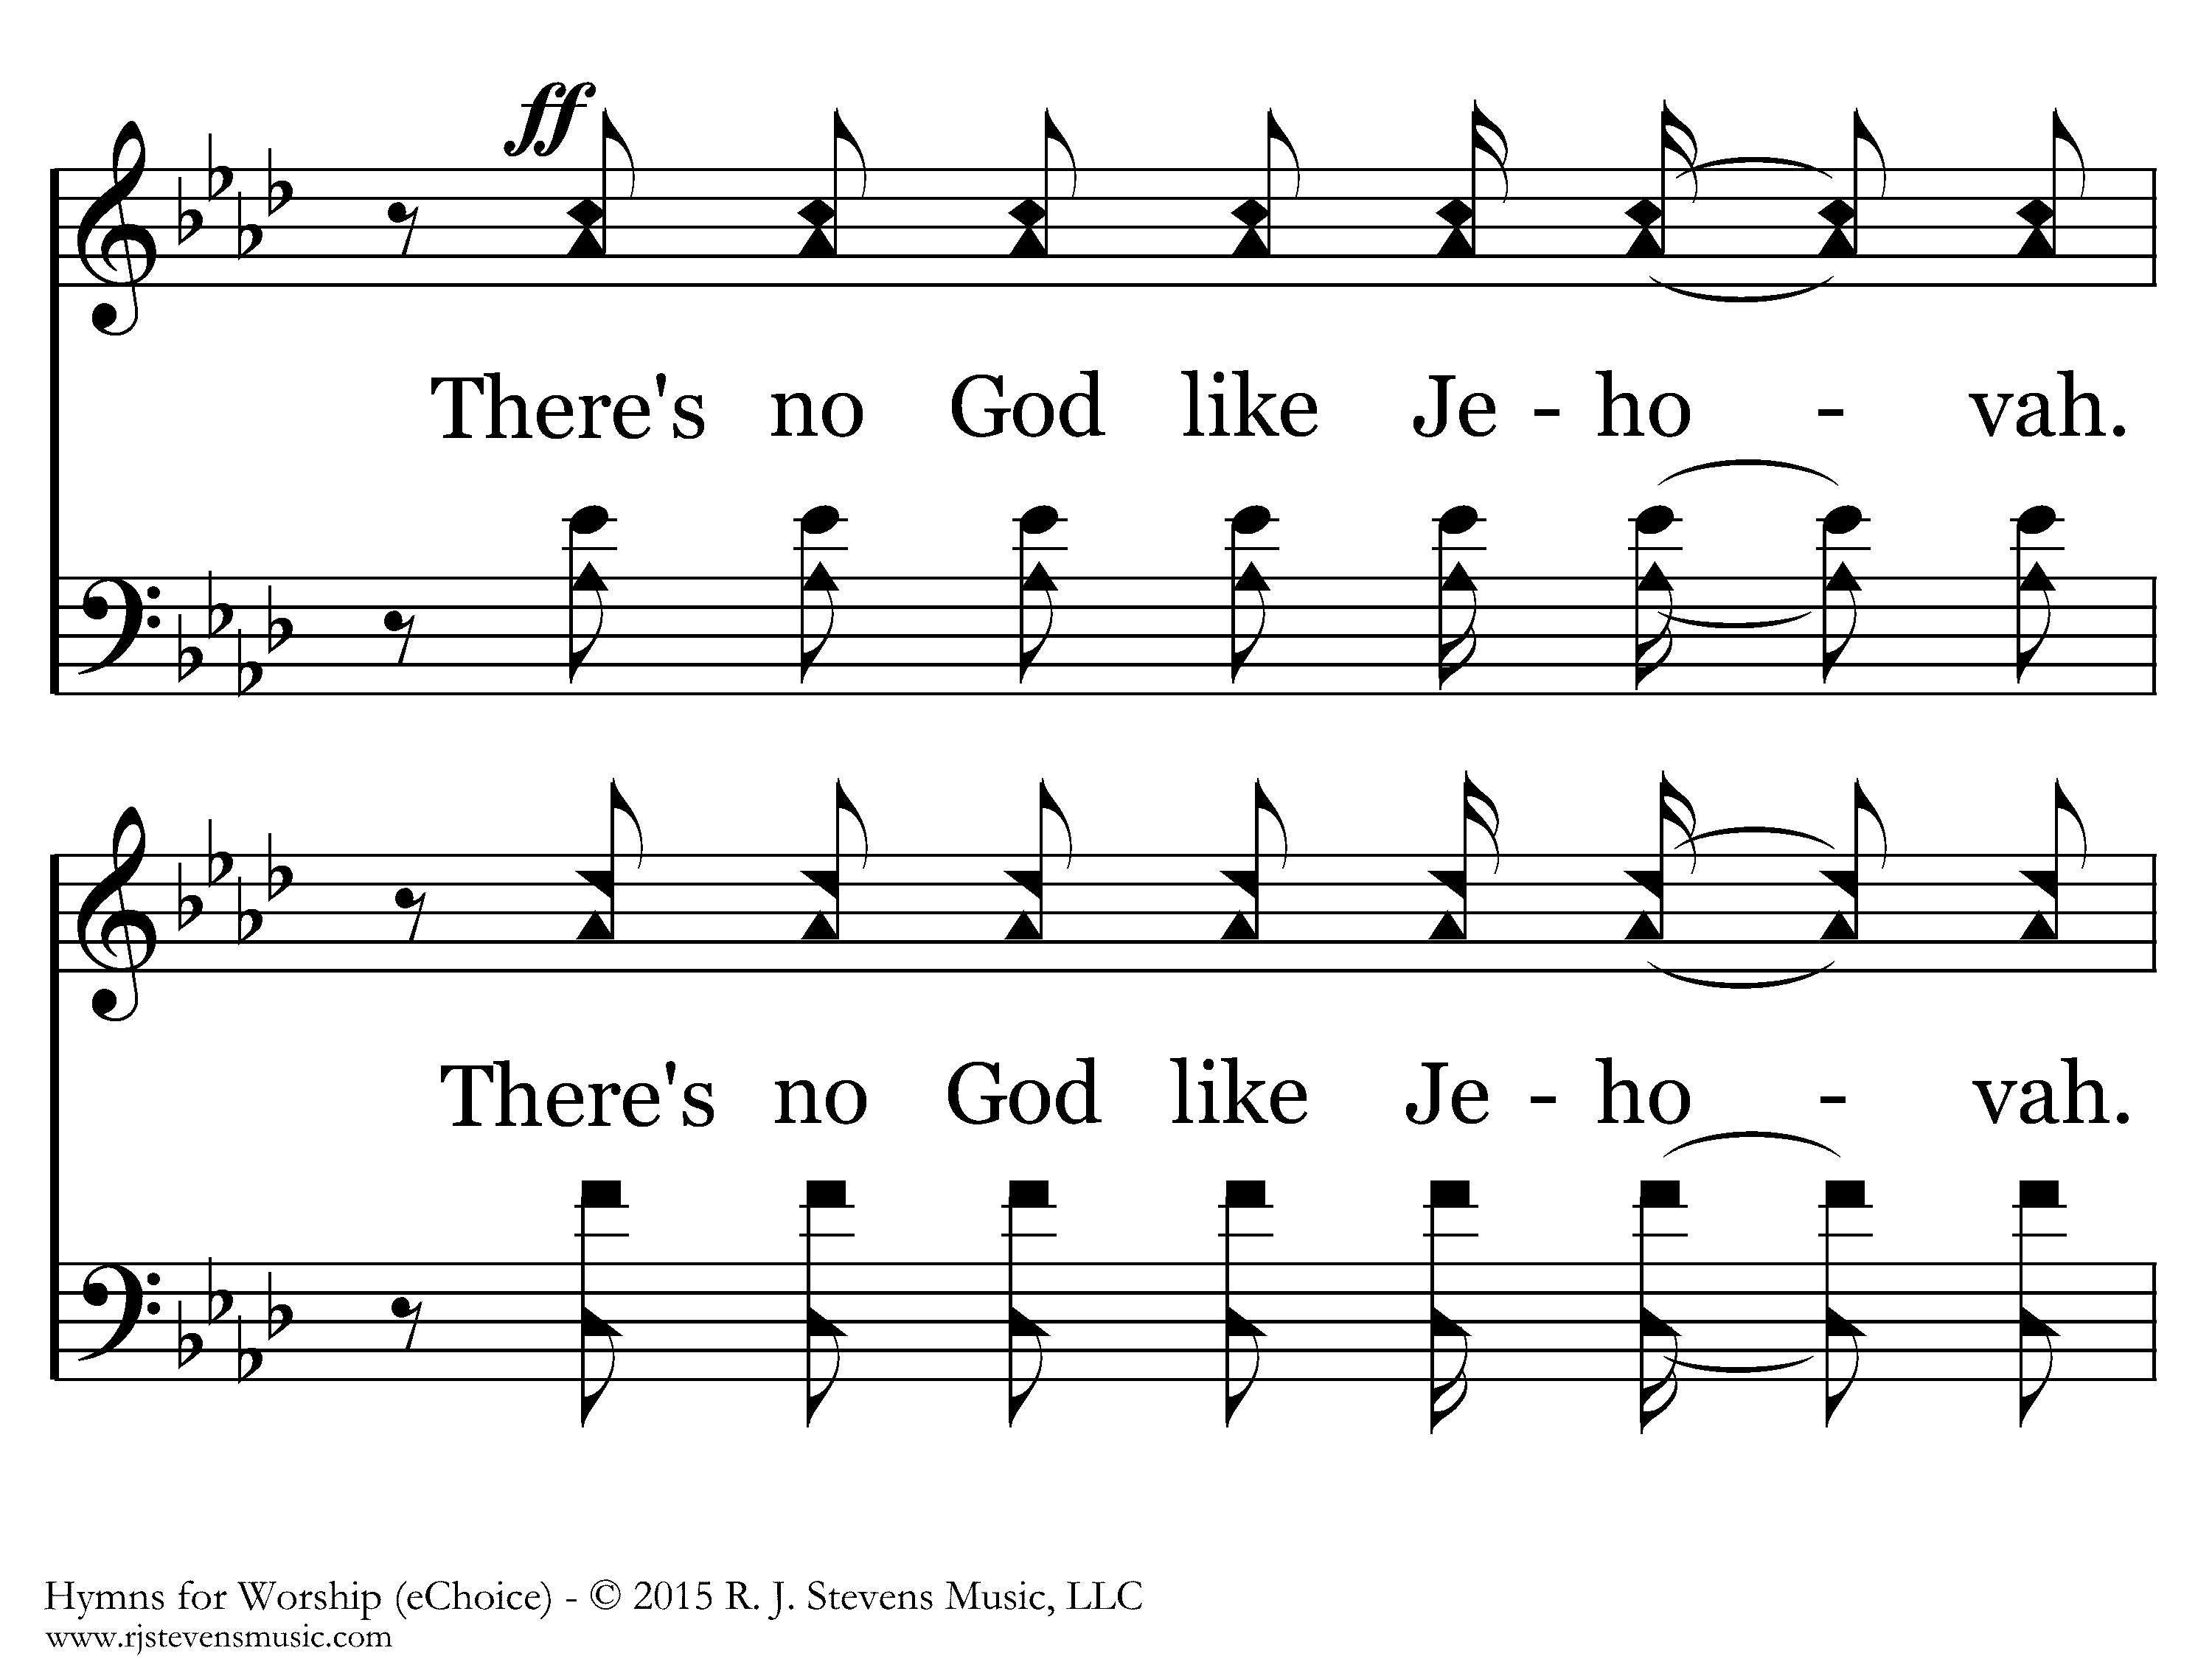 ff
There's no God like Je - ho - vah.
There's no God like Je - ho - vah.
Hymns for Worship (eChoice) - © 2015 R. J. Stevens Music, LLC
www.rjstevensmusic.com